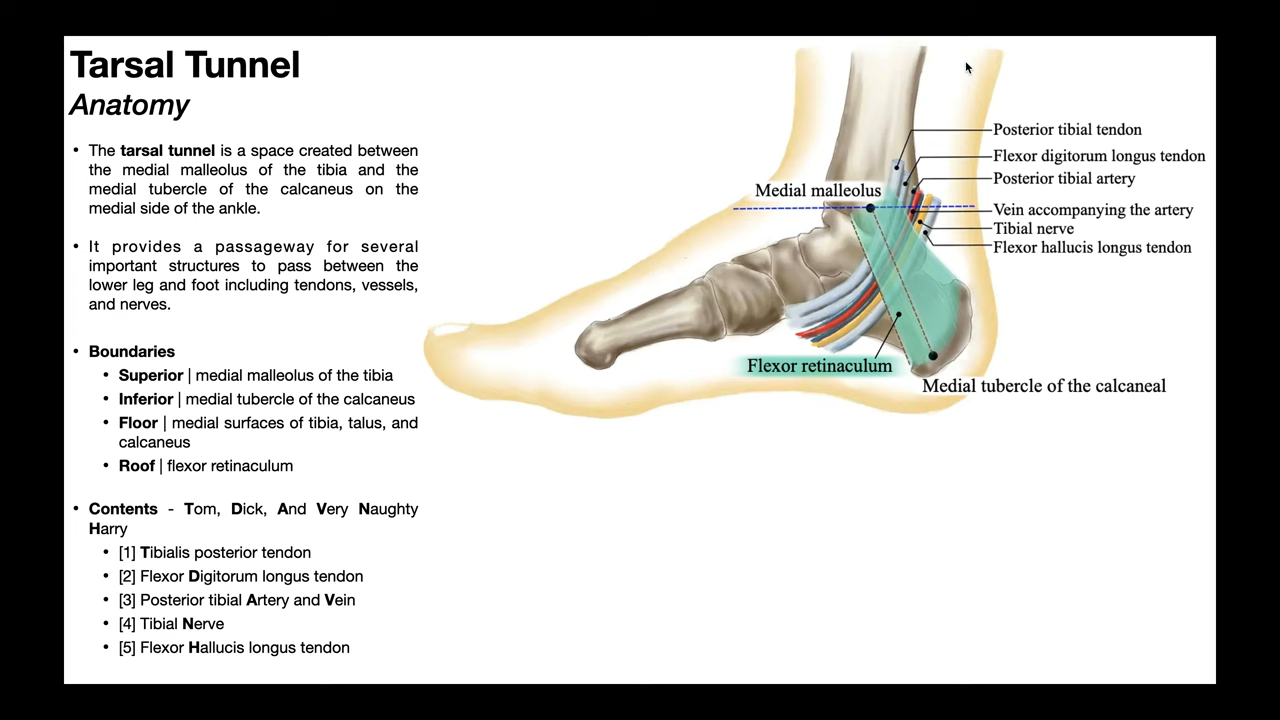 Tarsal Tunnel
Anatomy
• The tarsal tunnel is a space created between
the medial malleolus of the tibia and the
medial tubercle of the calcaneus on the
medial side of the ankle.
• It provides a passageway for several
important structures to pass between the
lower leg and foot including tendons, vessels,
and nerves.
• Boundaries
• Superior | medial malleolus of the tibia
• Inferior | medial tubercle of the calcaneus
• Floor | medial surfaces of tibia, talus, and
calcaneus
• Roof | flexor retinaculum
• Contents - Tom, Dick, And Very Naughty
Harry
• [1] Tibialis posterior tendon
• [2] Flexor Digitorum longus tendon
• [3] Posterior tibial Artery and Vein
• [4] Tibial Nerve
• [5] Flexor Hallucis longus tendon
Posterior tibial tendon
Flexor digitorum longus tendon
Posterior tibial artery
Medial malleolus
Vein accompanying the artery
Tibial nerve
Flexor hallucis longus tendon
Flexor retinaculum
Medial tubercle of the calcaneal